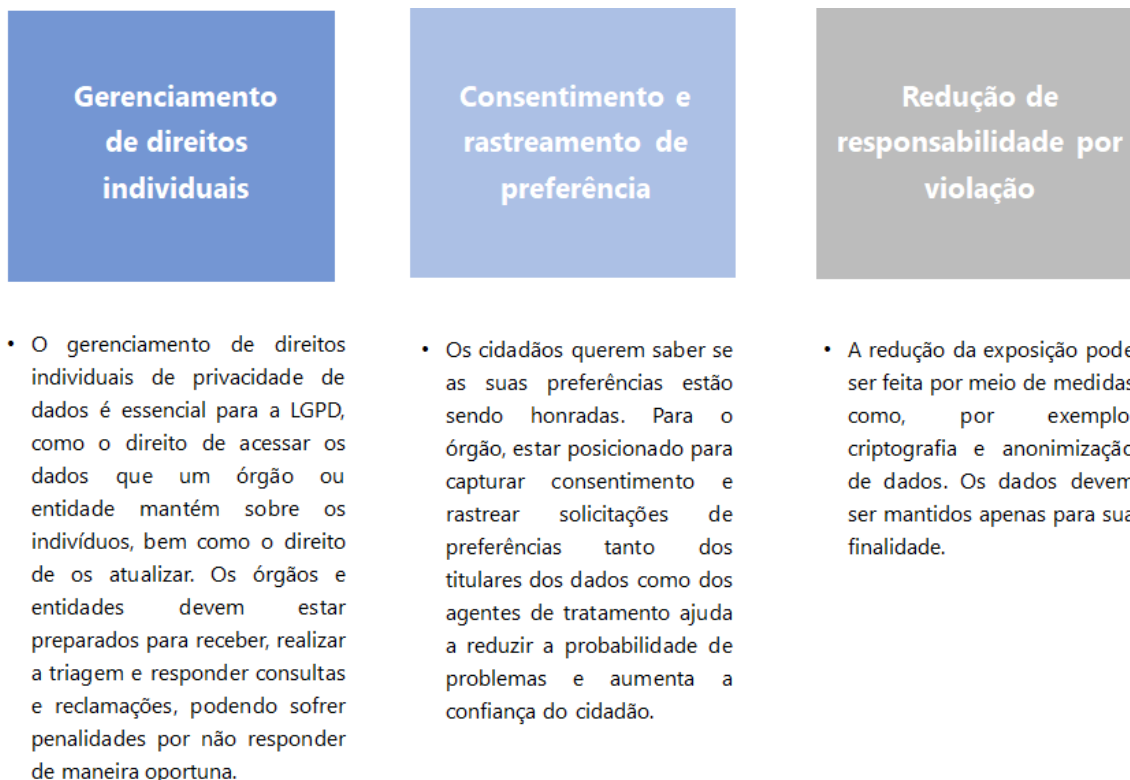 Gerenciamento
de direitos
individuais
Consentimento e
rastreamento de
preferência
Redução de
responsabilidade por
violação
• O gerenciamento de direitos
individuais de privacidade de
dados é essencial para a LGPD,
como o direito de acessar os
dados que um órgão ou
entidade mantém sobre os
indivíduos, bem como o direito
de os atualizar. Os órgãos e
entidades devem estar
preparados para receber, realizar
a triagem e responder consultas
e reclamações, podendo sofrer
penalidades por não responder
de maneira oportuna.
• Os cidadãos querem saber se
as suas preferências estão
sendo honradas. Para o
órgão, estar posicionado para
capturar consentimento e
rastrear solicitações de
preferências tanto dos
titulares dos dados como dos
agentes de tratamento ajuda
a reduzir a probabilidade de
problemas e aumenta a
confiança do cidadão.
• A redução da exposição pode
ser feita por meio de medidas
como, por exemplo
criptografia e anonimização
de dados. Os dados devem
ser mantidos apenas para sua
finalidade.